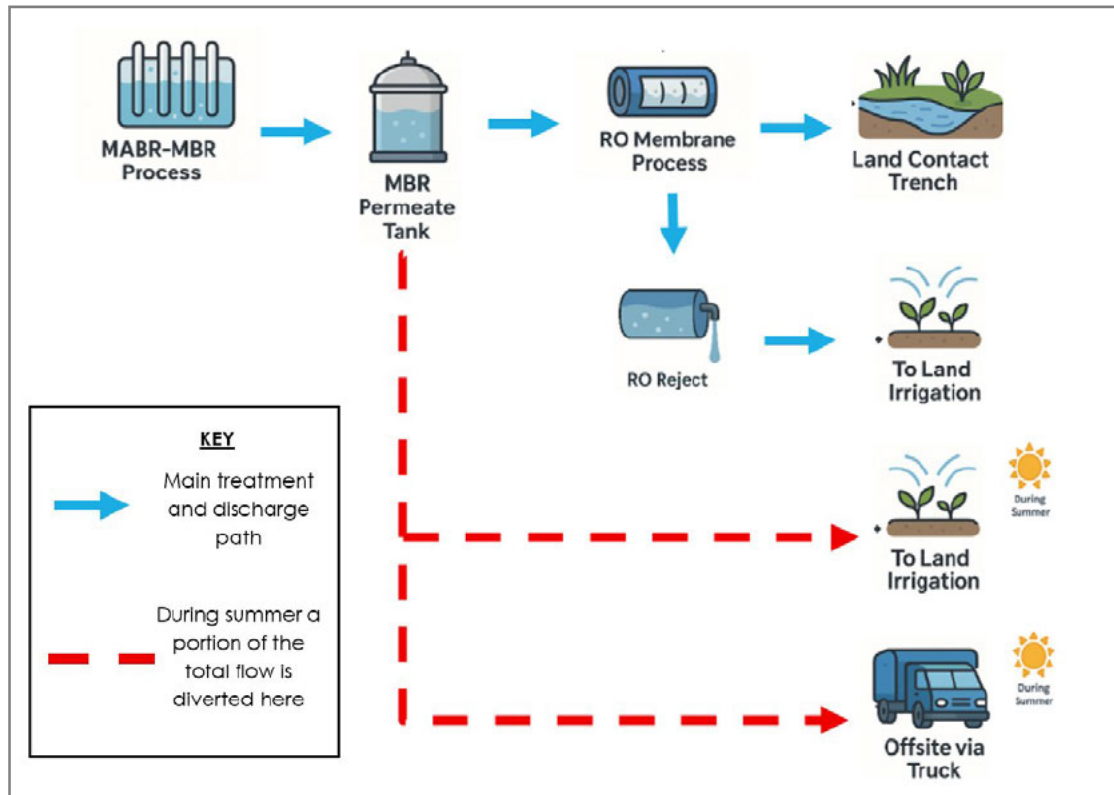 MABR-MBR
Process
MBR
Permeate
Tank
RO Membrane
Process
Land Contact
Trench
RO Reject
To Land
Irrigation
KEY
Main treatment
and discharge
path
During summer a
portion of the
total flow is
diverted here
During
Summer
To Land
Irrigation
During
Summer
Offsite via
Truck